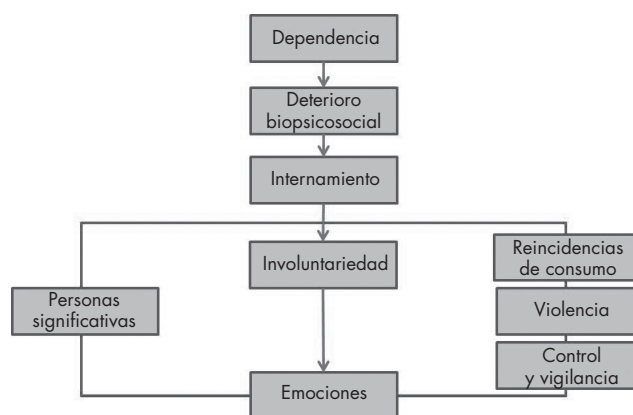 Dependencia
Deterioro
biopsicosocial
Internamiento
Involuntariedad
Reincidencias
de consumo
Personas
significativas
Violencia
Control
y vigilancia
Emociones